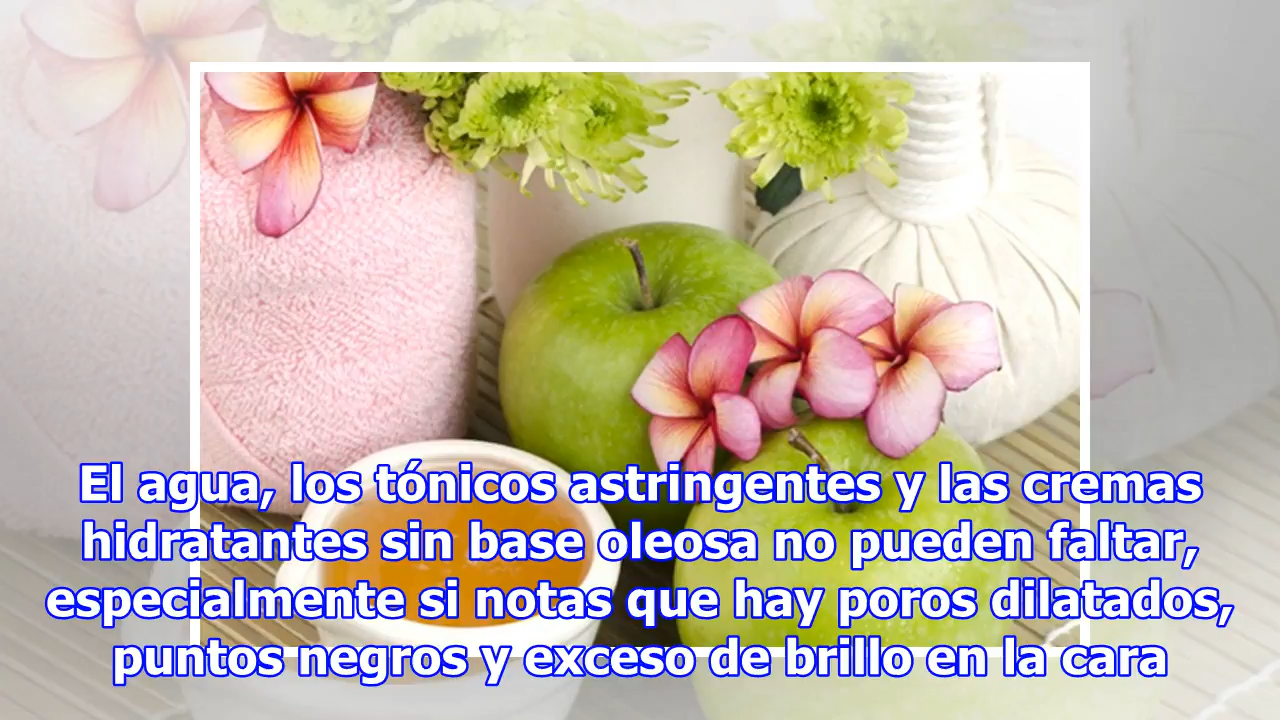 El agua, los tónicos astringentes y las cremas
hidratantes sin base oleosa no pueden faltar,
especialmente si notas que hay poros dilatados,
puntos negros y exceso de brillo en la cara